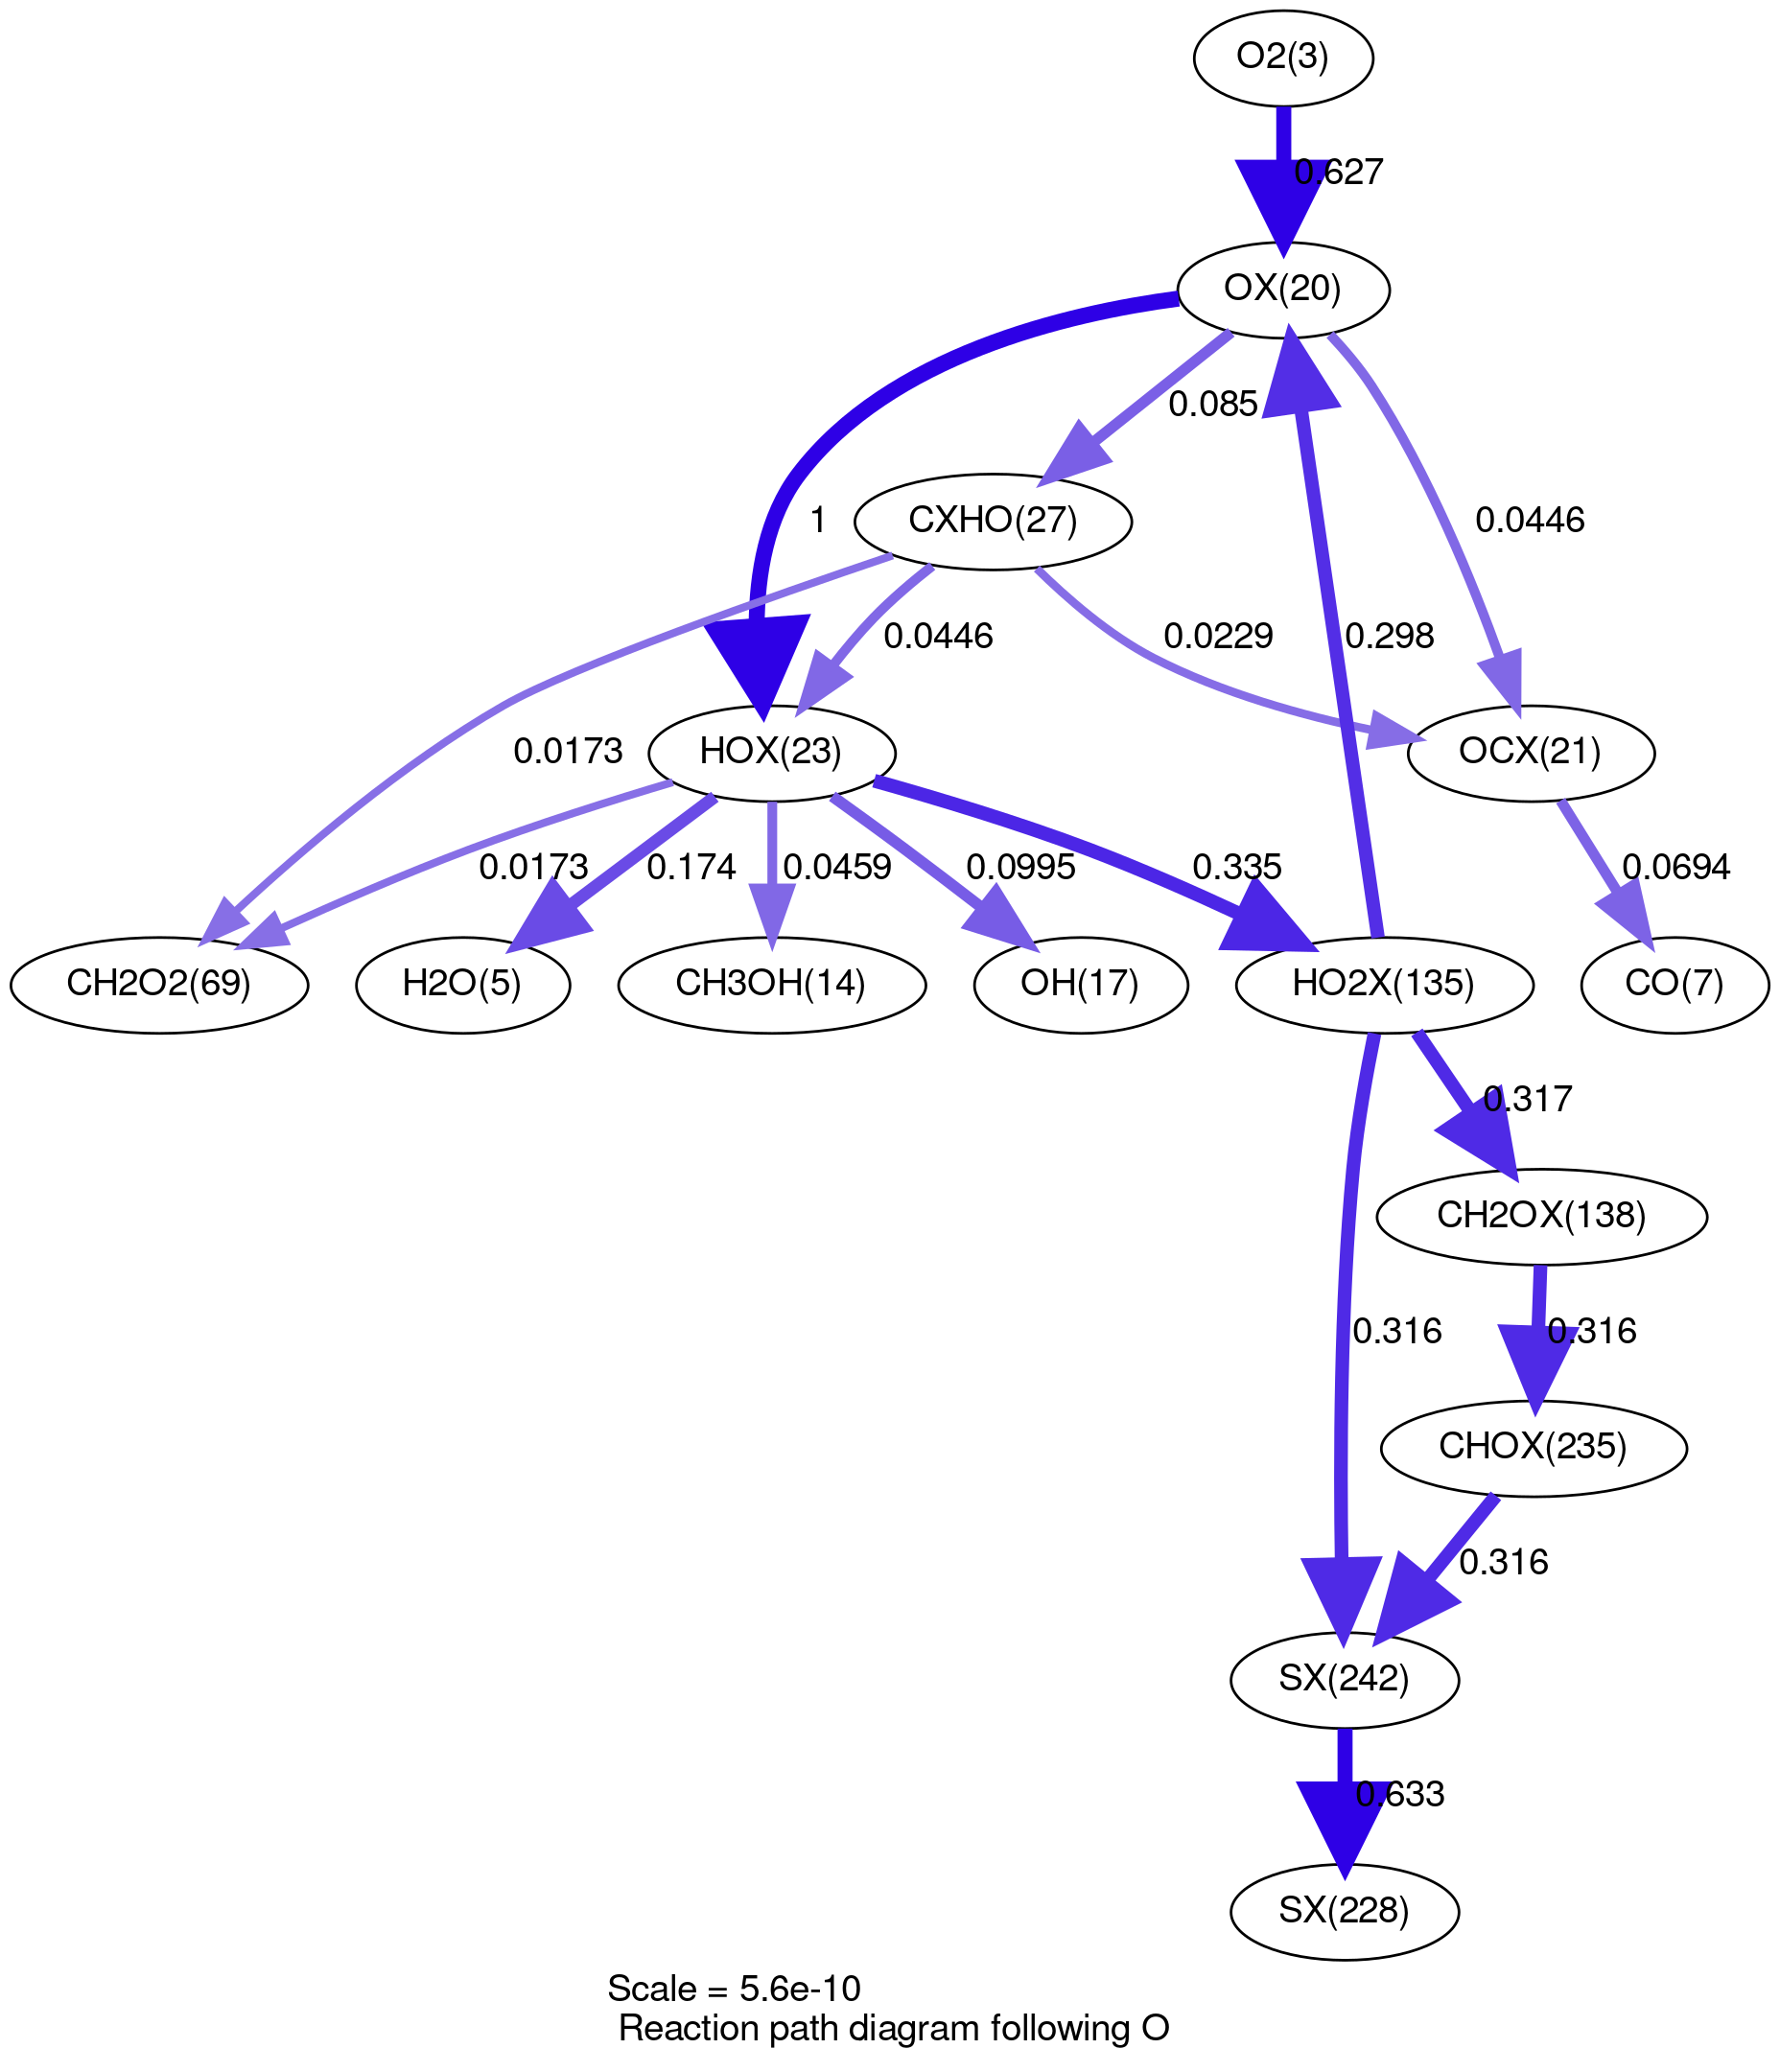 O2(3)
0.627
OX(20)
0.085
1
CXHO(27)
0.0446
0.0446
0.0229
0.298
0.0173
HOX(23)
OCX(21)
0.0173
0.174
0.0459
0.0995
0.335
0.0694
CH2O2(69)
H2O(5)
CH3OH(14)
OH(17)
HO2X(135)
CO(7)
0.317
CH2OX(138)
0.316
0.316
CHOX(235)
0.316
SX(242)
0.633
SX(228)
Scale = 5.6e-10
Reaction path diagram following O